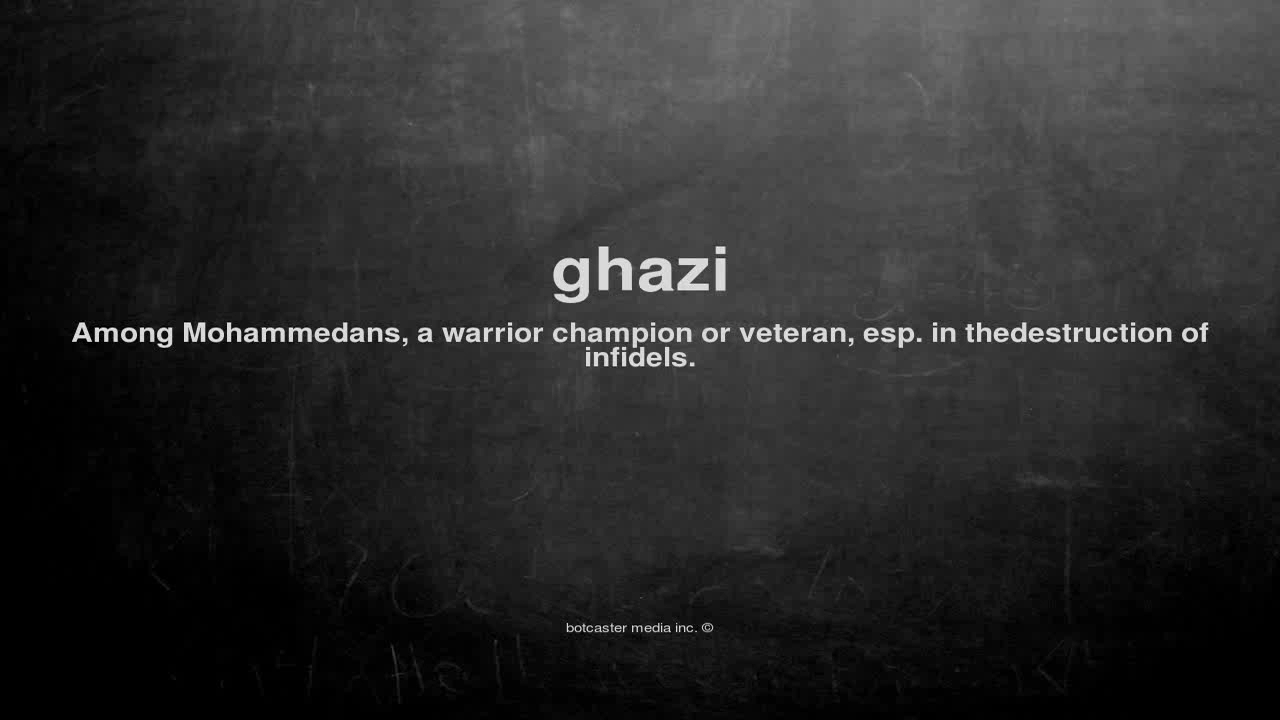 ghazi
Among Mohammedans, a warrior champion or veteran, esp. in thedestruction of
infidels.
botcaster media inc. ©